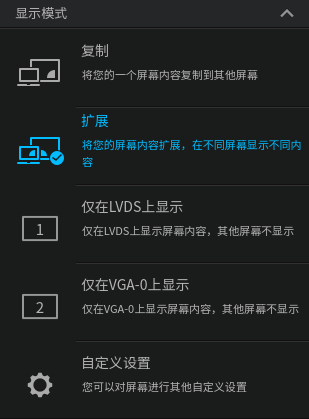 显示模式
复制
将您的一个屏幕内容复制到其他屏幕
扩展
将您的屏幕内容扩展，在不同屏幕显示不同内
容
仅在LVDS上显示
1
仅在LVDS上显示屏幕内容，其他屏幕不显示
仅在VGA-0上显示
2
仅在VGA-0上显示屏幕内容，其他屏幕不显示
自定义设置
您可以对屏幕进行其他自定义设置